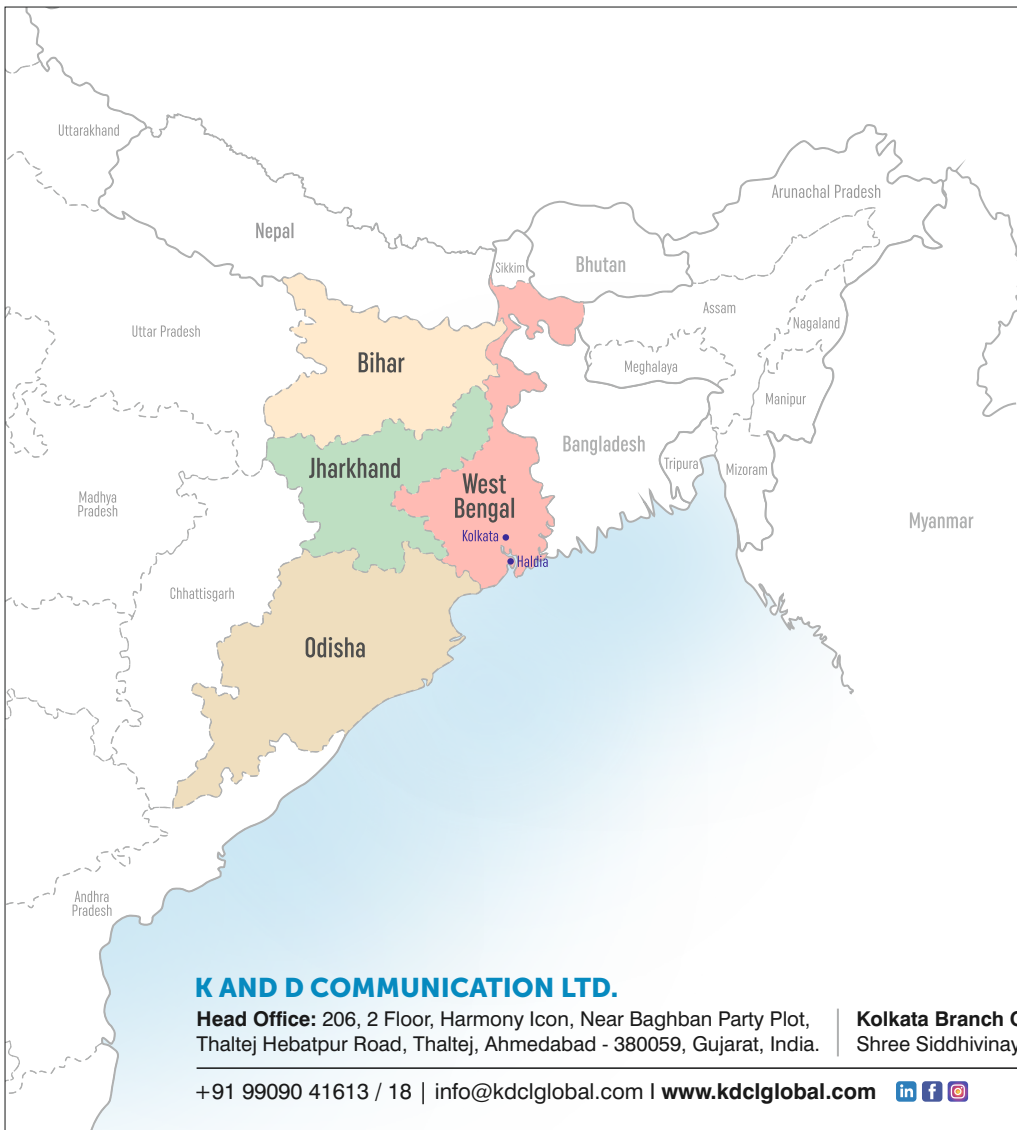 Uttarakhand
Arunachal Pradesh
Nepal
Sikkim
Bhutan
Assam
Nagaland
Uttar Pradesh
Bihar
Meghalaya
Manipur
Bangladesh
Jharkhand
Tripura
Mizoram
West
Bengal
Madhya
Pradesh
Myanmar
Kolkata
Haldia
Chhattisgarh
Odisha
Andhra
Pradesh
K AND D COMMUNICATION LTD.
Head Office: 206, 2 Floor, Harmony Icon, Near Baghban Party Plot,
Thaltej Hebatpur Road, Thaltej, Ahmedabad - 380059, Gujarat, India.
Kolkata Branch
Shree
+91 99090 41613 / 18 | info@kdclglobal.com I www.kdclglobal.com
in f